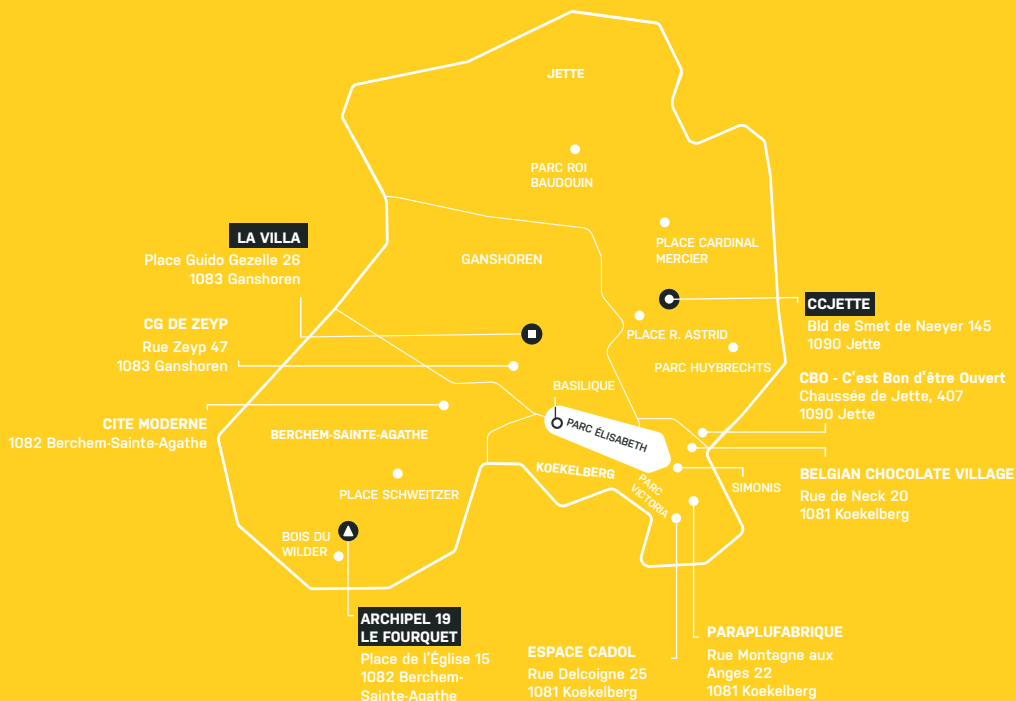 JETTE
PARC ROI
BAUDOUIN
LA VILLA
Place Guido Gezelle 26
1083 Ganshoren
GANSHOREN
PLACE CARDINAL
MERCIER
CG DE ZEYP
Rue Zeyp 47
1083 Ganshoren
CCJETTE
Bld de Smet de Naeyer 145
1090 Jette
PLACE R. ASTRID
PARC HUYBRECHTS
BASILIQUE
CBO - C'est Bon d'être Ouvert
Chaussée de Jette, 407
1090 Jette
CITE MODERNE
1082 Berchem-Sainte-Agathe
BERCHEM-SAINTE-AGATHE
PARC ÉLISABETH
KOEKELBERG
PARC
VICTORIA
SIMONIS
BELGIAN CHOCOLATE VILLAGE
Rue de Neck 20
1081 Koekelberg
PLACE SCHWEITZER
BOIS DU
WILDER
ARCHIPEL 19
LE FOURQUET
Place de l'Église 15
1082 Berchem-
Sainte-Agathe
ESPACE CADOL
Rue Delcoigne 25
1081 Koekelberg
PARAPLUFABRIQUE
Rue Montagne aux
Anges 22
1081 Koekelberg